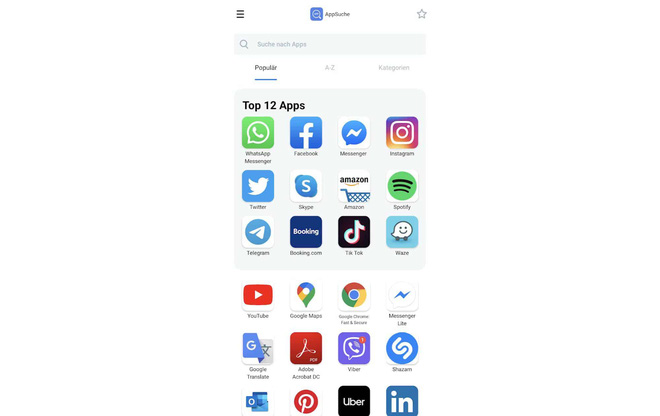 AppSuche
Suche nach Apps
Populär
A-Z
Kategorien
Top 12 Apps
WhatsApp
Messenger
Facebook
Messenger
Instagram
amazon
Twitter
Skype
Amazon
Spotify
Booking
Telegram
Booking.com
Tik Tok
Waze
YouTube
Google Maps
Google Chrome:
Fast & Secure
Messenger
Lite
G
文
PDF
Google
Translate
Adobe
Acrobat DC
Viber
Shazam
Uber
in